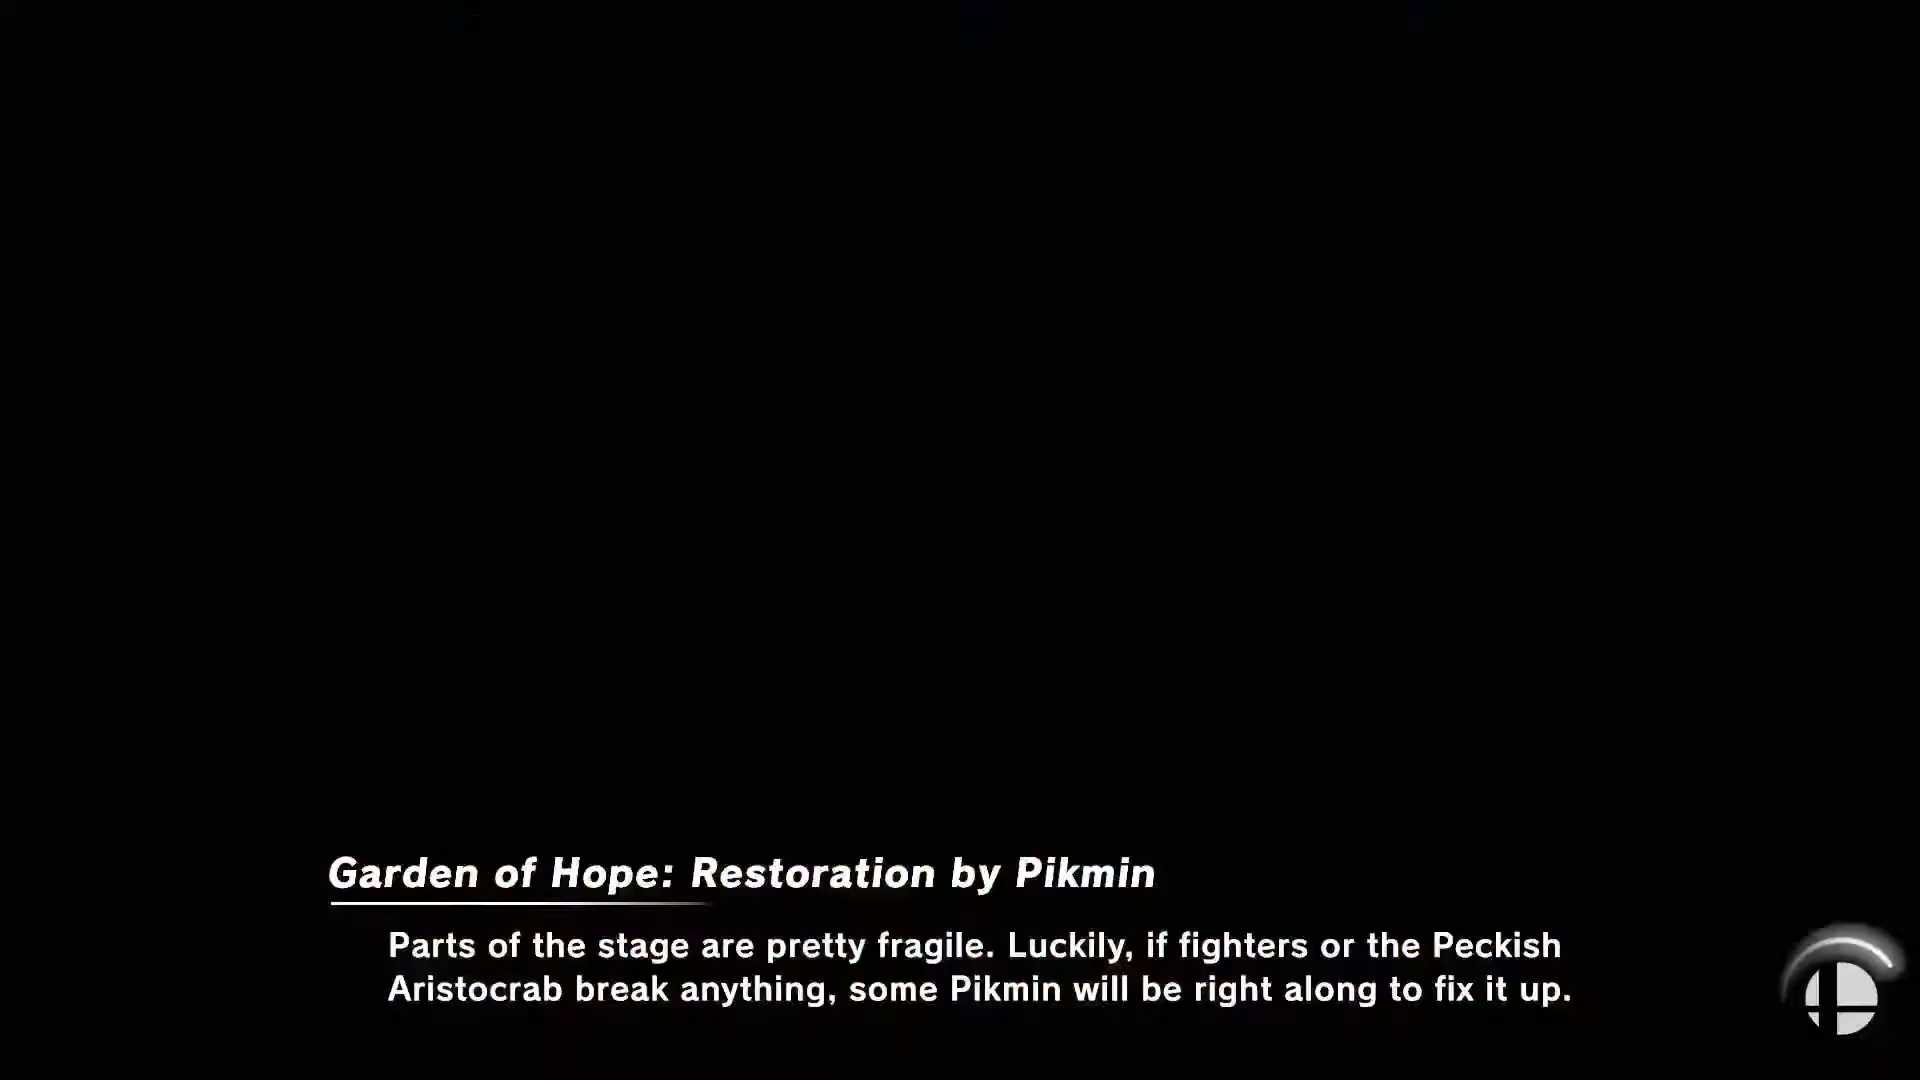 Garden of Hope: Restoration by Pikmin
Parts of the stage are pretty fragile. Luckily, if fighters or the Peckish
Aristocrab break anything, some Pikmin will be right along to fix it up.